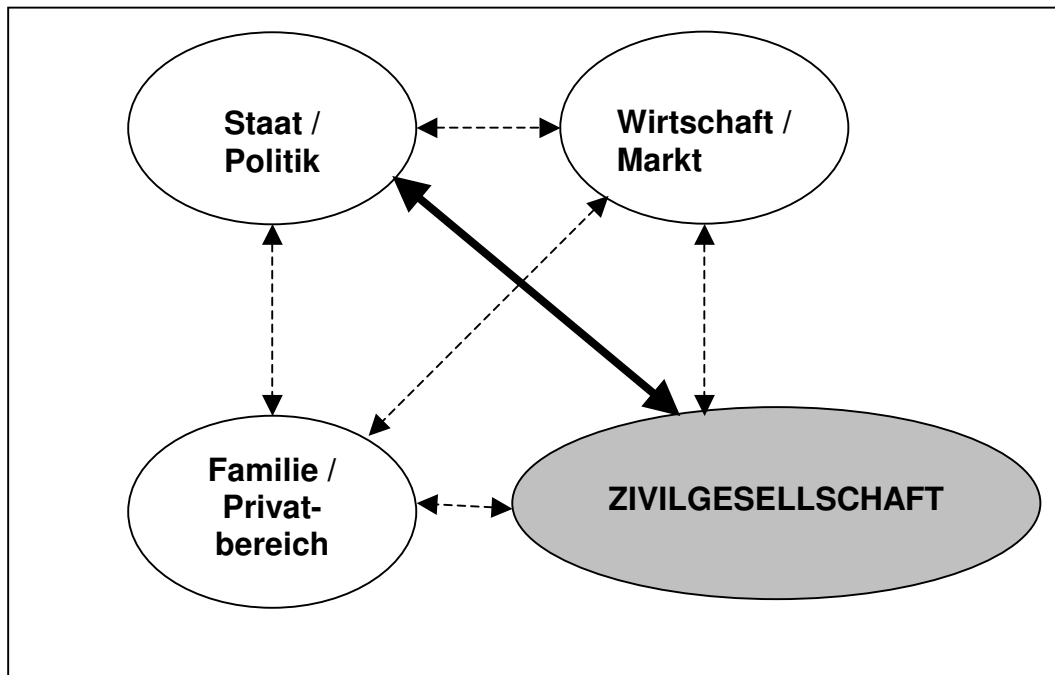 Staat /
Politik
Wirtschaft /
Markt
Familie /
Privat-
bereich
ZIVILGESELLSCHAFT